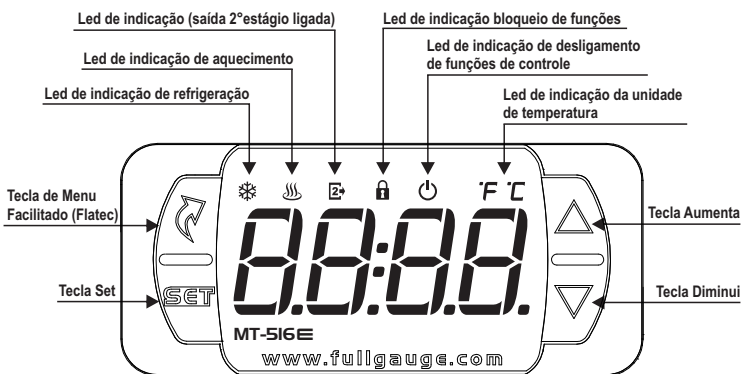 Led de indicação (saída 2°estágio ligada)
Led de indicação bloqueio de funções
Led de indicação de aquecimento
Led de indicação de desligamento
de funções de controle
Led de indicação de refrigeração
Led de indicação da unidade
de temperatura
2
°F °C
Tecla de Menu
Facilitado (Flatec)
Tecla Aumenta
8.8:8.8.
Tecla Set
SET
Tecla Diminui
MT-516E
www.fullgauge.com